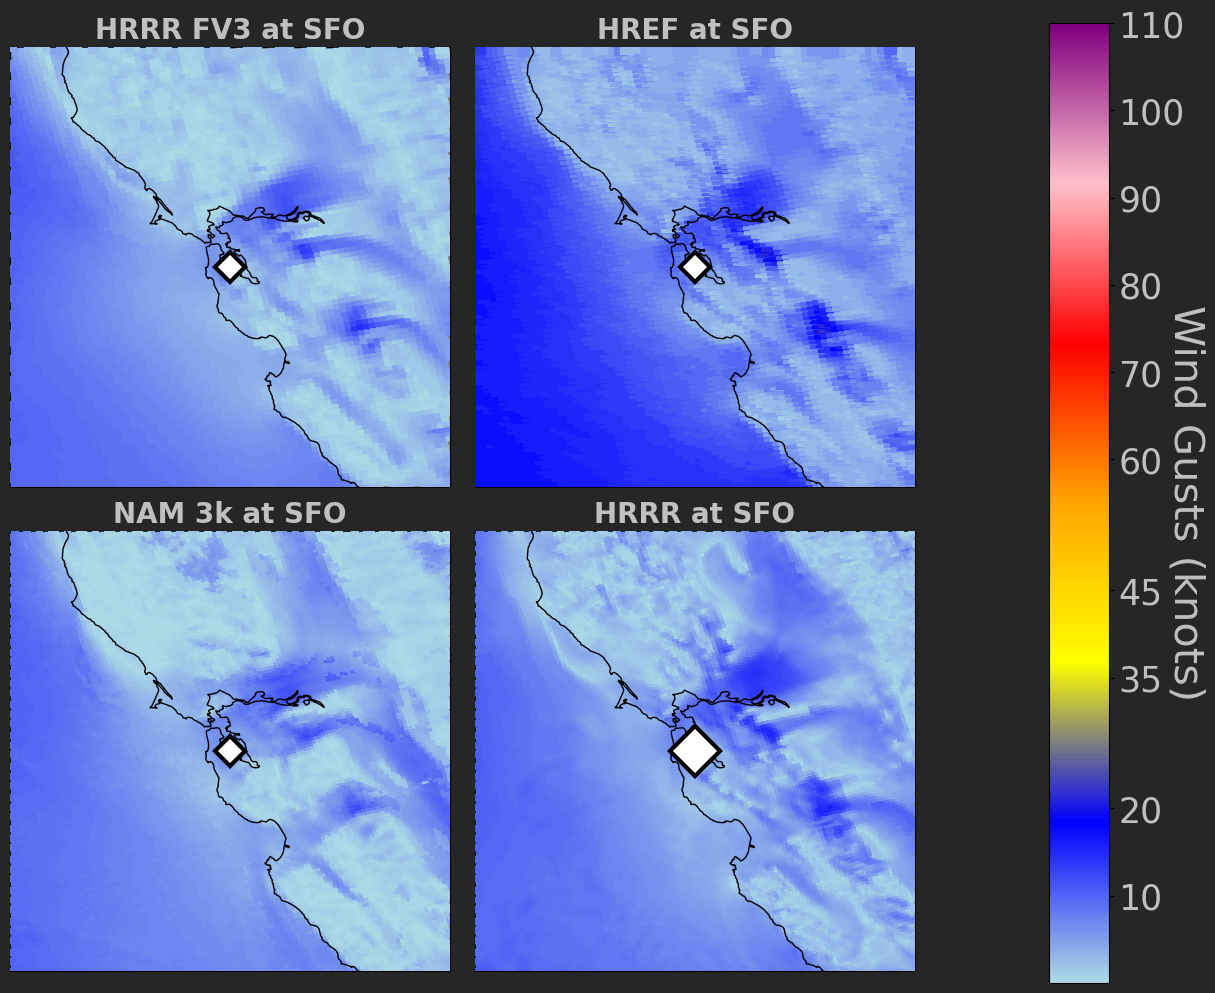 HRRR FV3 at SFO
HREF at SFO
NAM 3k at SFO
HRRR at SFO
110
100
90
80
70
60
45
35
20
10
Wind Gusts (knots)